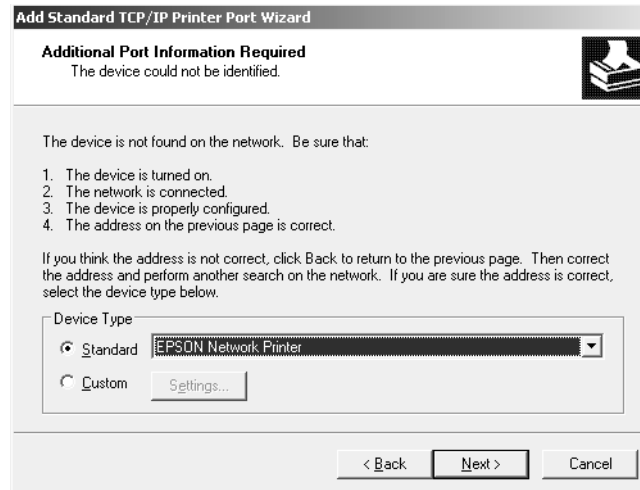 Add Standard TCP/IP Printer Port Wizard
Additional Port Information Required
The device could not be identified.
The device is not found on the network.  Be sure that:
1.  The device is turned on.
2.  The network is connected.
3.  The device is properly configured.
4.  The address on the previous page is correct.
If you think the address is not correct, click Back to return to the previous page.  Then correct
the address and perform another search on the network.  If you are sure the address is correct,
select the device type below.
Device Type
Standard EPSON Network Printer
Custom Settings...
< Back Next > Cancel